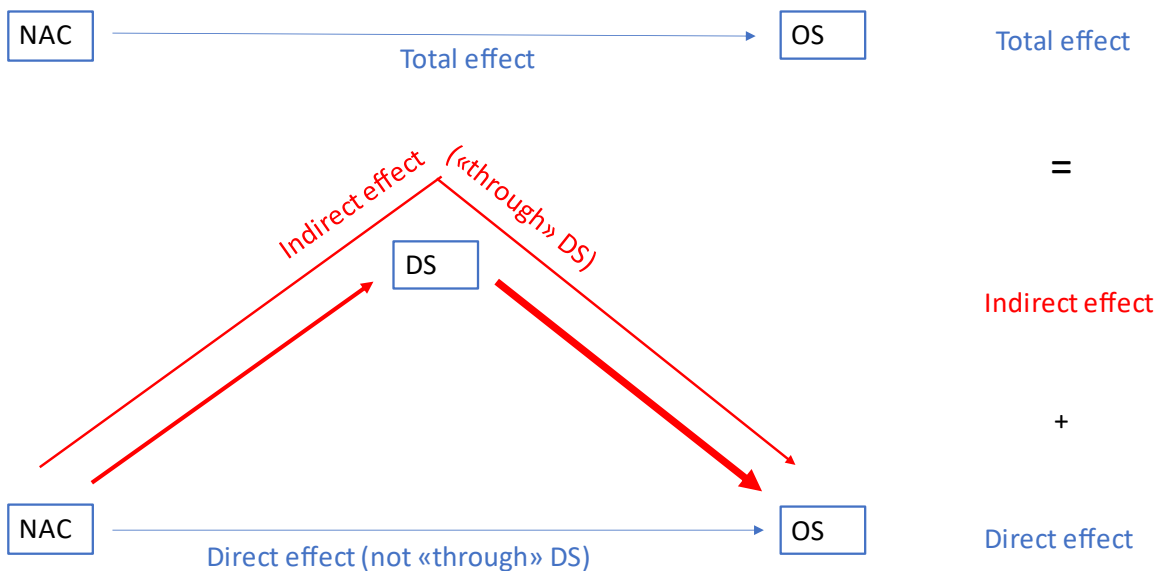 NAC
Total effect
OS
Total effect
=
Indirect effect
(«through» DS)
DS
Indirect effect
+
NAC
Direct effect (not «through» DS)
OS
Direct effect